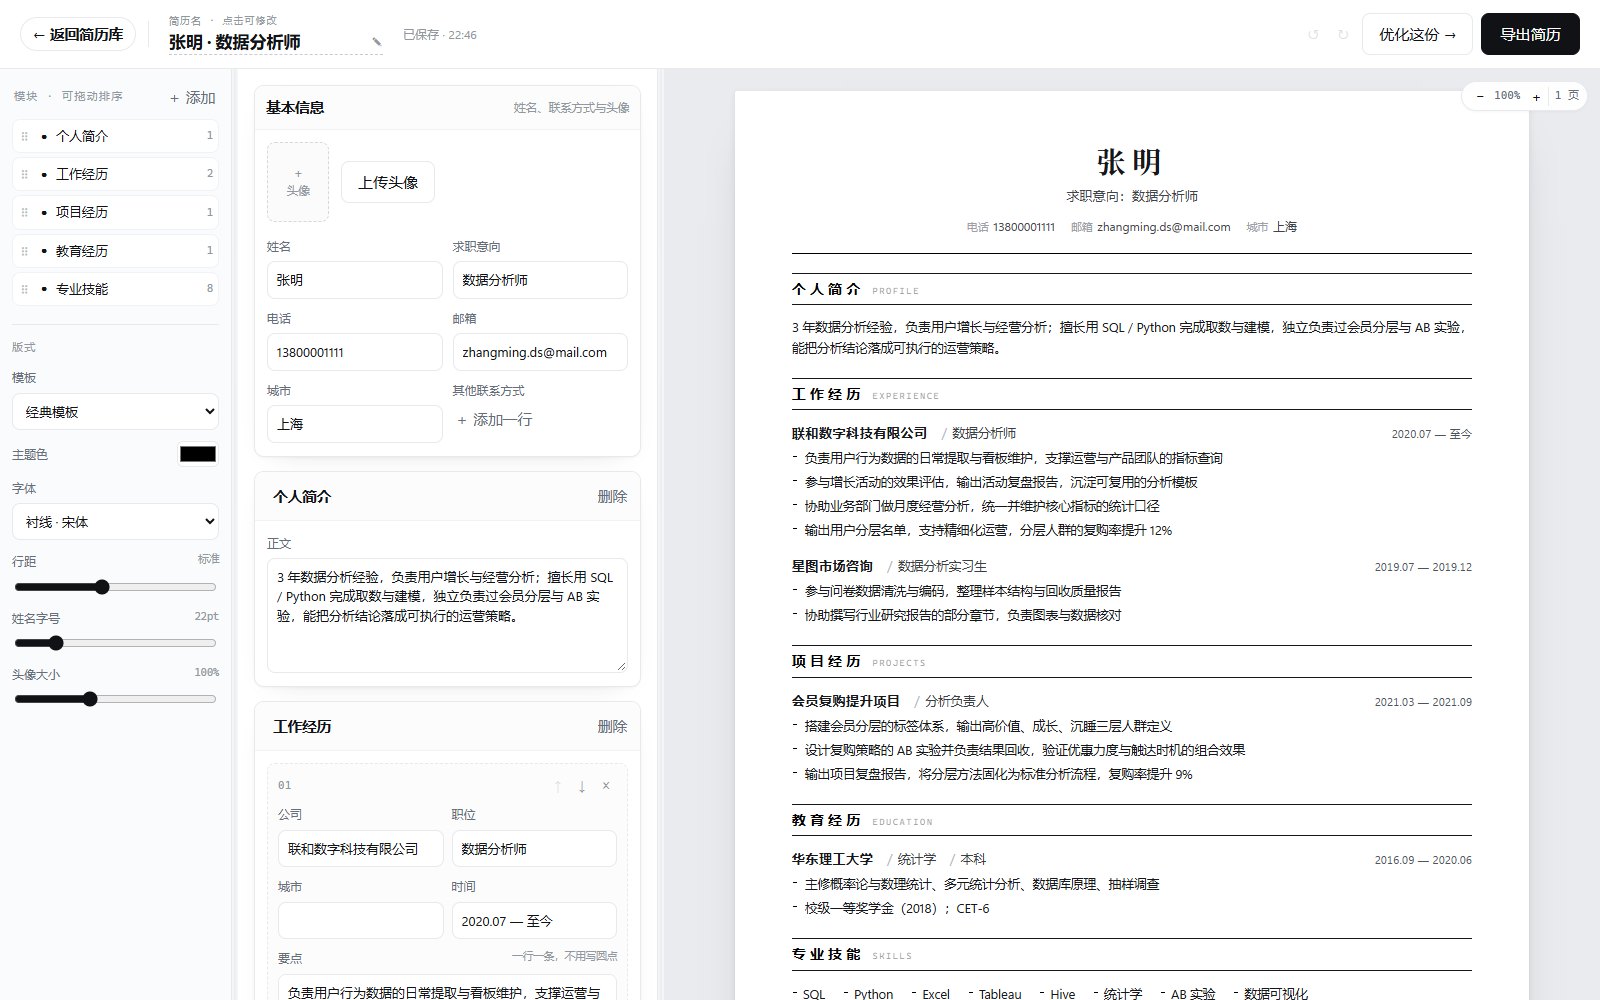 ← 返回简历库
简历名 · 点击可修改
张明 · 数据分析师
已保存 · 22:46
优化这份 →
导出简历
模块 · 可拖动排序
+ 添加
个人简介 1
工作经历 2
项目经历 1
教育经历 1
专业技能 8
版式
模板
经典模板
主题色
字体
衬线 · 宋体
行距 标准
姓名字号 22pt
头像大小 100%
基本信息 姓名、联系方式与头像
+
头像
上传头像
姓名 求职意向
张明 数据分析师
电话 邮箱
13800001111 zhangming.ds@mail.com
城市 其他联系方式
上海 + 添加一行
个人简介 删除
正文
3 年数据分析经验，负责用户增长与经营分析；擅长用 SQL
/ Python 完成取数与建模，独立负责过会员分层与 AB 实
验，能把分析结论落成可执行的运营策略。
工作经历 删除
01 ↑ ↓ ×
公司 职位
联和数字科技有限公司 数据分析师
城市 时间
2020.07 — 至今
要点 一行一条，不用写圆点
负责用户行为数据的日常提取与看板维护，支撑运营与
− 100% + 1 页
张明
求职意向：数据分析师
电话 13800001111 邮箱 zhangming.ds@mail.com 城市 上海
个人简介 PROFILE
3 年数据分析经验，负责用户增长与经营分析；擅长用 SQL / Python 完成取数与建模，独立负责过会员分层与 AB 实验，
能把分析结论落成可执行的运营策略。
工作经历 EXPERIENCE
联和数字科技有限公司 / 数据分析师 2020.07 — 至今
- 负责用户行为数据的日常提取与看板维护，支撑运营与产品团队的指标查询
- 参与增长活动的效果评估，输出活动复盘报告，沉淀可复用的分析模板
- 协助业务部门做月度经营分析，统一并维护核心指标的统计口径
- 输出用户分层名单，支持精细化运营，分层人群的复购率提升 12%
星图市场咨询 / 数据分析实习生 2019.07 — 2019.12
- 参与问卷数据清洗与编码，整理样本结构与回收质量报告
- 协助撰写行业研究报告的部分章节，负责图表与数据核对
项目经历 PROJECTS
会员复购提升项目 / 分析负责人 2021.03 — 2021.09
- 搭建会员分层的标签体系，输出高价值、成长、沉睡三层人群定义
- 设计复购策略的 AB 实验并负责结果回收，验证优惠力度与触达时机的组合效果
- 输出项目复盘报告，将分层方法固化为标准分析流程，复购率提升 9%
教育经历 EDUCATION
华东理工大学 / 统计学 / 本科 2016.09 — 2020.06
- 主修概率论与数理统计、多元统计分析、数据库原理、抽样调查
- 校级一等奖学金（2018）；CET-6
专业技能 SKILLS
- SQL - Python - Excel - Tableau - Hive - 统计学 - AB 实验 - 数据可视化